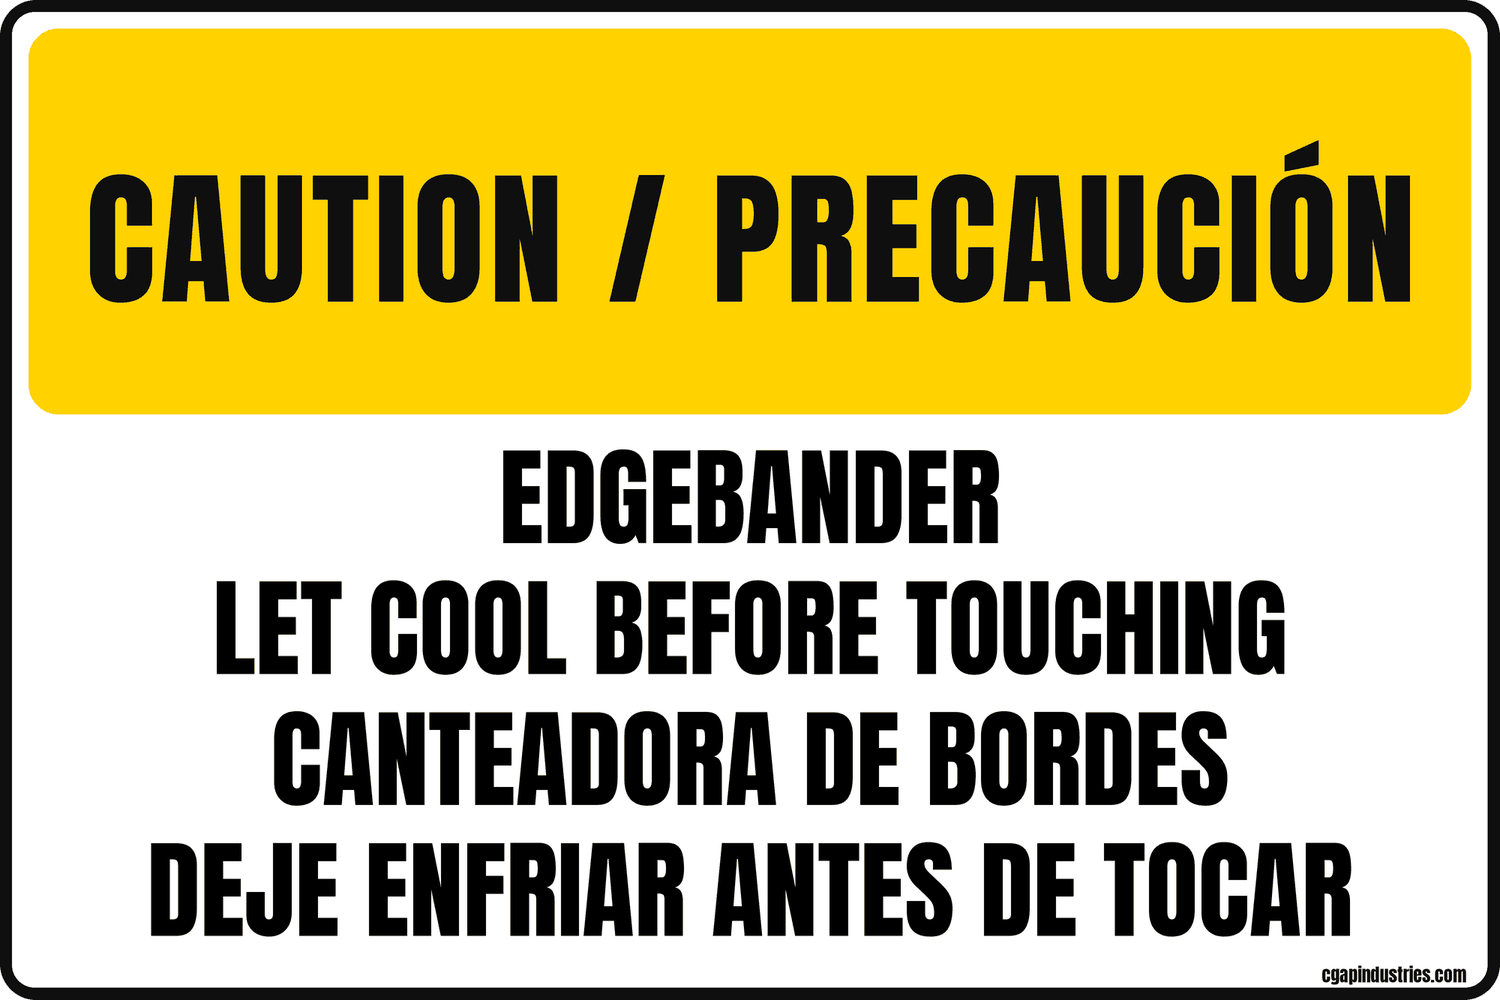 CAUTION / PRECAUCIÓN
EDGEBANDER
LET COOL BEFORE TOUCHING
CANTEADORA DE BORDES
DEJE ENFRIAR ANTES DE TOCAR
cgapindustries.com